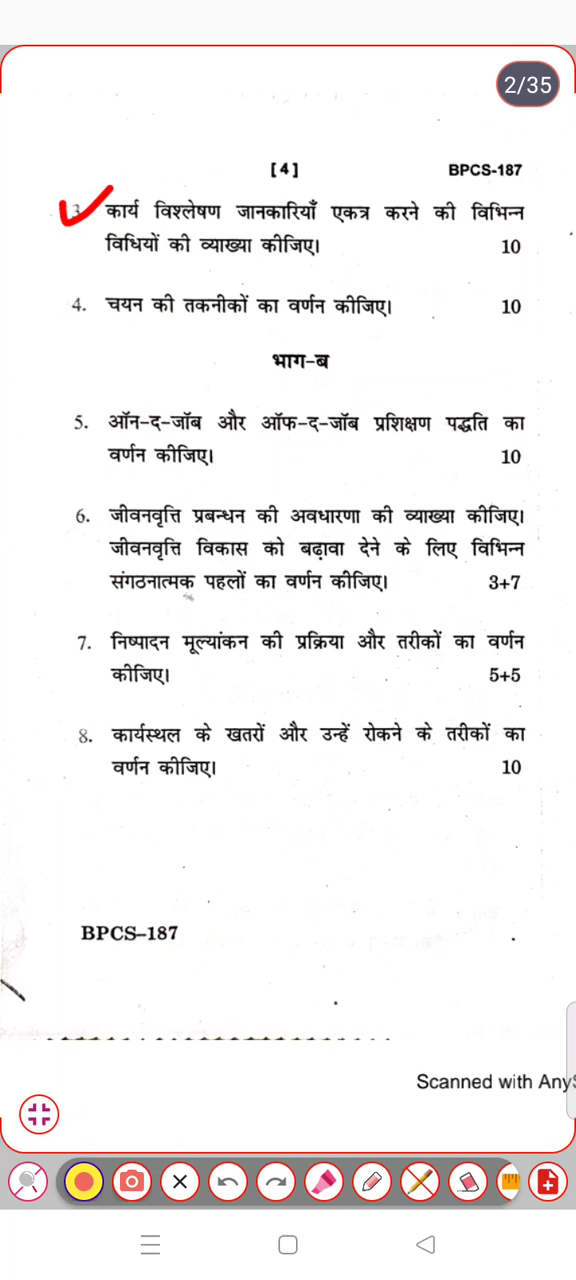 2/35
[4] BPCS-187
कार्य विश्लेषण जानकारियाँ एकत्र करने की विभिन्न
विधियों की व्याख्या कीजिए। 10
4. चयन की तकनीकों का वर्णन कीजिए। 10
भाग-ब
5. ऑन-द-जॉब और ऑफ-द-जॉब प्रशिक्षण पद्धति का
वर्णन कीजिए। 10
6. जीवनवृत्ति प्रबन्धन की अवधारणा की व्याख्या कीजिए।
जीवनवृत्ति विकास को बढ़ावा देने के लिए विभिन्न
संगठनात्मक पहलों का वर्णन कीजिए। 3+7
7. निष्पादन मूल्यांकन की प्रक्रिया और तरीकों का वर्णन
कीजिए। 5+5
8. कार्यस्थल के खतरों और उन्हें रोकने के तरीकों का
वर्णन कीजिए। 10
BPCS–187
Scanned with Any